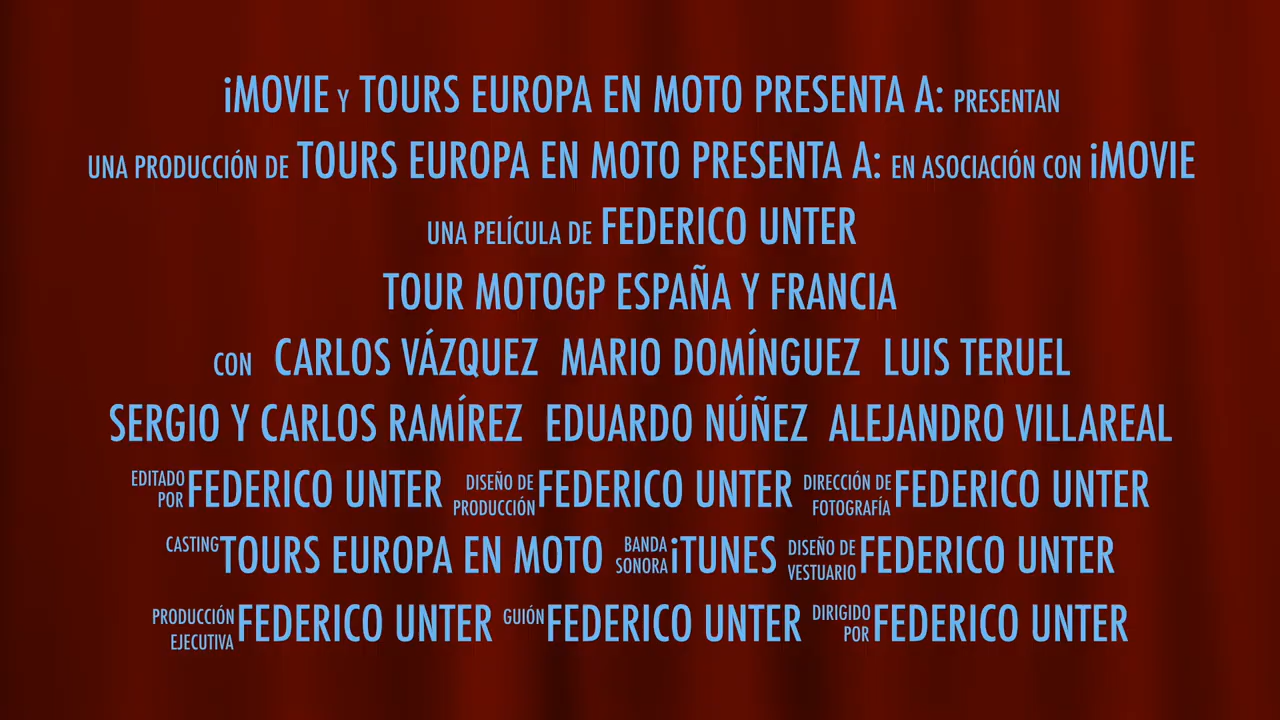 iMOVIE Y TOURS EUROPA EN MOTO PRESENTA A: PRESENTAN
UNA PRODUCCIÓN DE TOURS EUROPA EN MOTO PRESENTA A: EN ASOCIACIÓN CON iMOVIE
UNA PELÍCULA DE FEDERICO UNTER
TOUR MOTOGP ESPAÑA Y FRANCIA
CON CARLOS VÁZQUEZ MARIO DOMÍNGUEZ LUIS TERUEL
SERGIO Y CARLOS RAMÍREZ EDUARDO NÚÑEZ ALEJANDRO VILLAREAL
EDITADO POR FEDERICO UNTER DISEÑO DE PRODUCCIÓN FEDERICO UNTER DIRECCIÓN DE FOTOGRAFÍA FEDERICO UNTER
CASTING TOURS EUROPA EN MOTO BANDA SONORA iTUNES DISEÑO DE VESTUARIO FEDERICO UNTER
PRODUCCIÓN EJECUTIVA FEDERICO UNTER GUIÓN FEDERICO UNTER DIRIGIDO POR FEDERICO UNTER